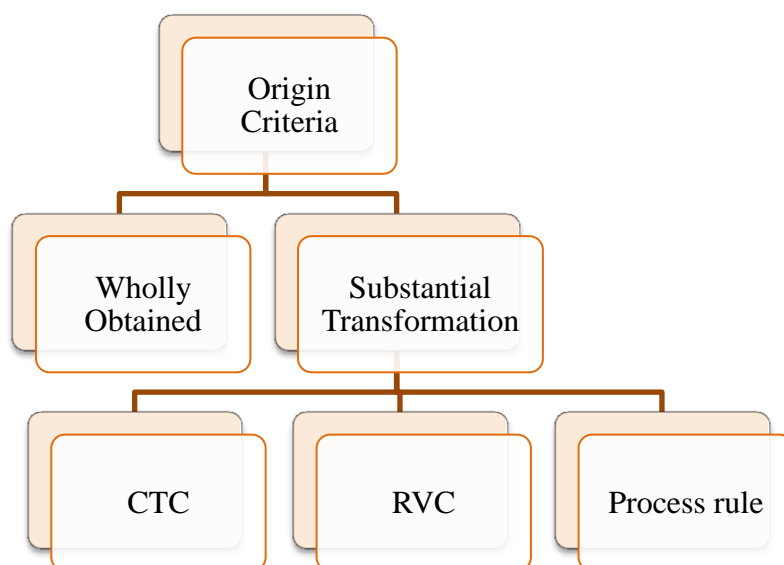 Origin
Criteria
Wholly
Obtained
Substantial
Transformation
CTC
RVC
Process rule